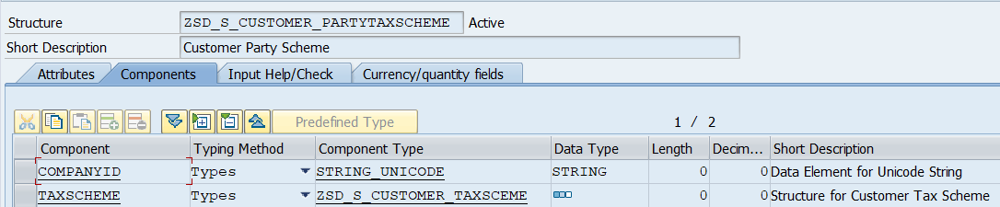 Structure ZSD_S_CUSTOMER_PARTYTAXSCHEME Active
Short Description Customer Party Scheme
Attributes Components Input Help/Check Currency/quantity fields
Predefined Type 1 / 2
Component Typing Method Component Type Data Type Length Decim... Short Description
COMPANYID Types STRING_UNICODE STRING 0 0 Data Element for Unicode String
TAXSCHEME Types ZSD_S_CUSTOMER_TAXSCEME 0 0 Structure for Customer Tax Scheme